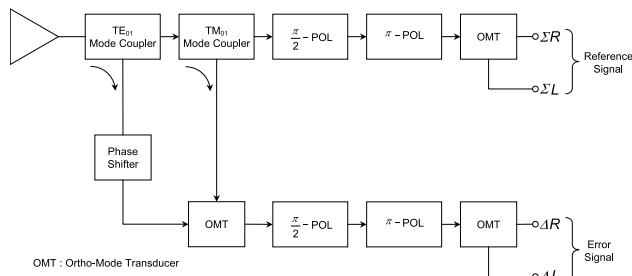 TE01 Mode Coupler
TM01 Mode Coupler
π/2 – POL
π – POL
OMT
ΣR
ΣL
Reference Signal
Phase Shifter
OMT
π/2 – POL
π – POL
OMT
ΔR
ΔL
Error Signal
OMT : Ortho-Mode Transducer